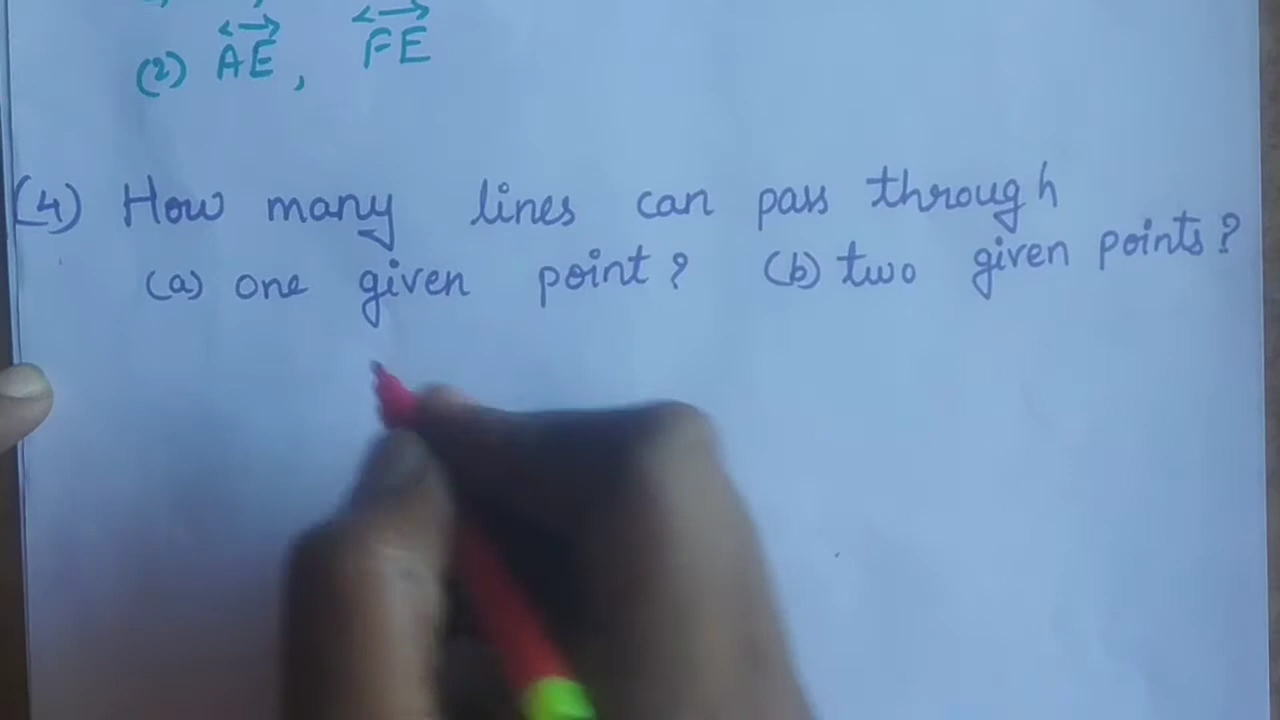 (2) AE, FE
(4) How many lines can pass through
(a) one given point? (b) two given points?